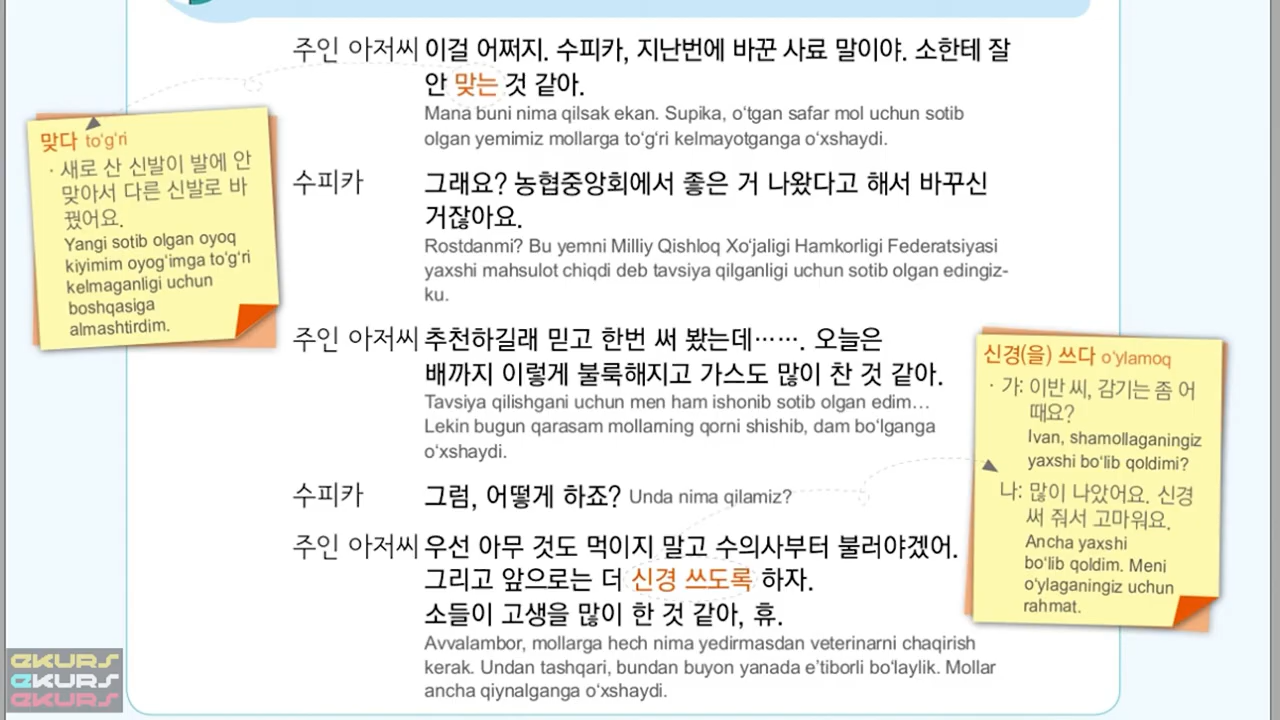 주인 아저씨 이걸 어쩌지. 수피카, 지난번에 바꾼 사료 말이야. 소한테 잘
안 맞는 것 같아.
Mana buni nima qilsak ekan. Supika, o‘tgan safar mol uchun sotib
olgan yemimiz mollarga to‘g‘ri kelmayotganga o‘xshaydi.
수피카 그래요? 농협중앙회에서 좋은 거 나왔다고 해서 바꾸신
거잖아요.
Rostdanmi? Bu yemni Milliy Qishloq Xo‘jaligi Hamkorligi Federatsiyasi
yaxshi mahsulot chiqdi deb tavsiya qilganligi uchun sotib olgan edingiz-
ku.
주인 아저씨 추천하길래 믿고 한번 써 봤는데……. 오늘은
배까지 이렇게 불룩해지고 가스도 많이 찬 것 같아.
Tavsiya qilishgani uchun men ham ishonib sotib olgan edim…
Lekin bugun qarasam mollarning qorni shishib, dam bo‘lganga
o‘xshaydi.
수피카 그럼, 어떻게 하죠? Unda nima qilamiz?
주인 아저씨 우선 아무 것도 먹이지 말고 수의사부터 불러야겠어.
그리고 앞으로는 더 신경 쓰도록 하자.
소들이 고생을 많이 한 것 같아, 휴.
Avvalambor, mollarga hech nima yedirmasdan veterinarni chaqirish
kerak. Undan tashqari, bundan buyon yanada e’tiborli bo‘laylik. Mollar
ancha qiynalganga o‘xshaydi.
맞다 to‘g‘ri
· 새로 산 신발이 발에 안
맞아서 다른 신발로 바
꿨어요.
Yangi sotib olgan oyoq
kiyimim oyog‘imga to‘g‘ri
kelmaganligi uchun
boshqasiga
almashtirdim.
신경(을) 쓰다 o‘ylamoq
· 가: 이반 씨, 감기는 좀 어
때요?
Ivan, shamollaganingiz
yaxshi bo‘lib qoldimi?
나: 많이 나았어요. 신경
써 줘서 고마워요.
Ancha yaxshi
bo‘lib qoldim. Meni
o‘ylaganingiz uchun
rahmat.
EKURS
EKURS
EKURS